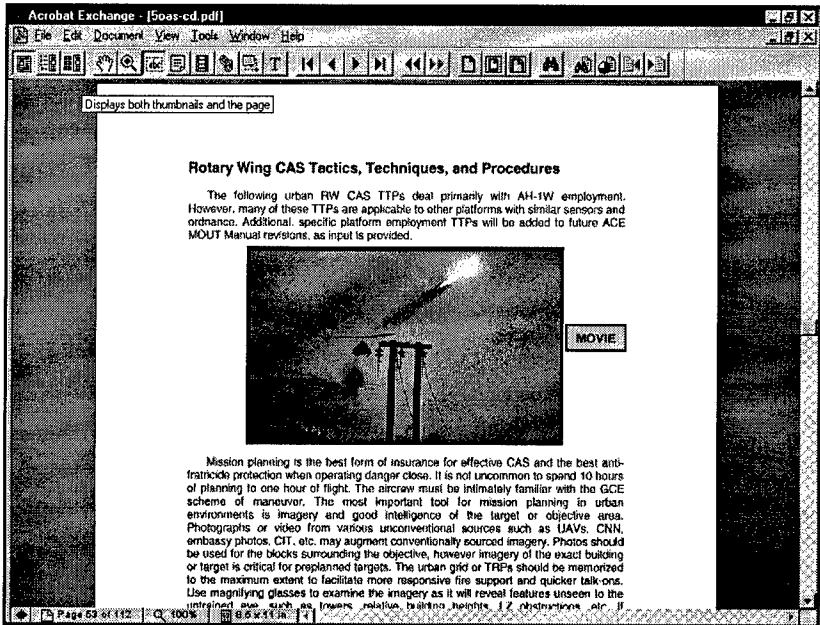 Acrobat Exchange - [5oas-cd.pdf]
File Edit Document View Tools Window Help
Displays both thumbnails and the page
Rotary Wing CAS Tactics, Techniques, and Procedures
The following urban RW CAS TTPs deal primarily with AH-1W employment.
However, many of these TTPs are applicable to other platforms with similar sensors and
ordnance. Additional, specific platform employment TTPs will be added to future ACE
MOUT Manual revisions, as input is provided.
MOVIE
Mission planning is the best form of insurance for effective CAS and the best anti-
fratricide protection when operating danger close. It is not uncommon to spend 10 hours
of planning to one hour of flight. The aircrew must be intimately familiar with the GCE
scheme of maneuver. The most important tool for mission planning in urban
environments is imagery and good intelligence of the target or objective area.
Photographs or video from various unconventional sources such as UAVs, CNN,
embassy photos, CIT, etc. may augment conventionally sourced imagery. Photos should
be used for the blocks surrounding the objective, however imagery of the exact building
or target is critical for preplanned targets. The urban grid or TRPs should be memorized
to the maximum extent to facilitate more responsive fire support and quicker talk-ons.
Use magnifying glasses to examine the imagery as it will reveal features unseen to the
untrained eye, such as towers, relative building heights, LZ obstructions, etc. If
Page 53 of 112 100% 8.5 x 11 in